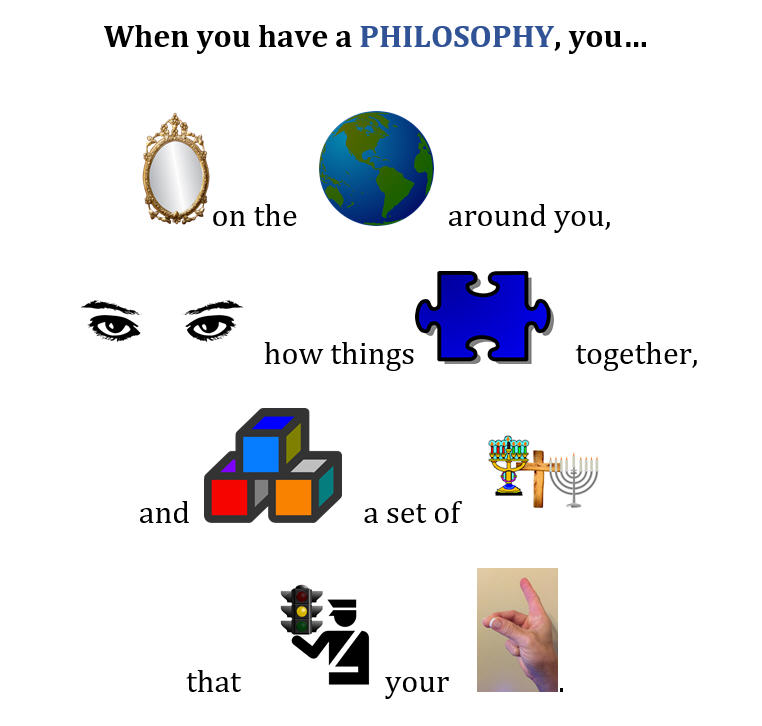 When you have a PHILOSOPHY, you…
on the around you,
how things together,
and a set of
that your .